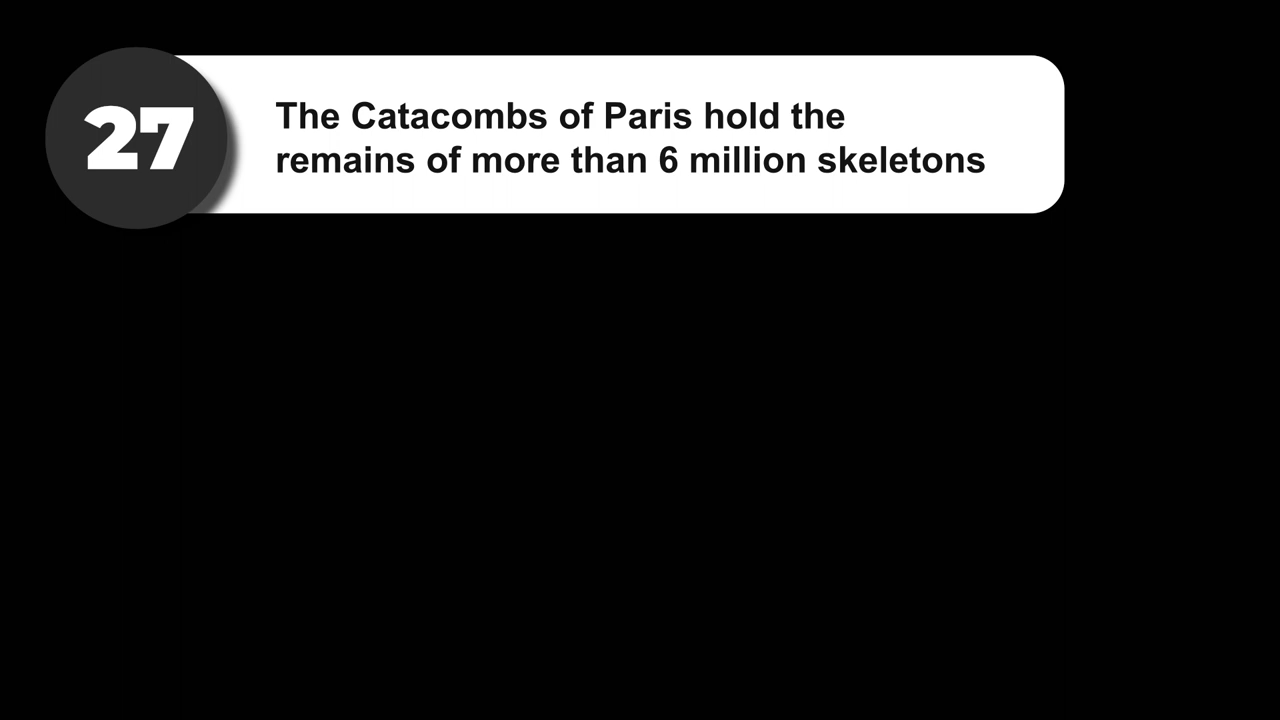 27
The Catacombs of Paris hold the
remains of more than 6 million skeletons